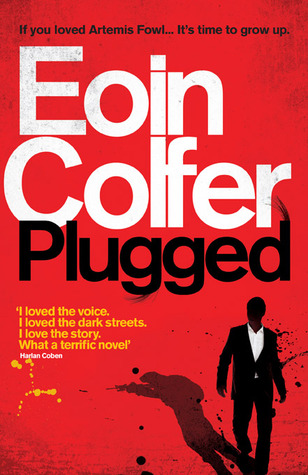 If you loved Artemis Fowl... It's time to grow up.
Eoin
Colfer
Plugged
‘I loved the voice.
I loved the dark streets.
I love the story.
What a terrific novel’
Harlan Coben